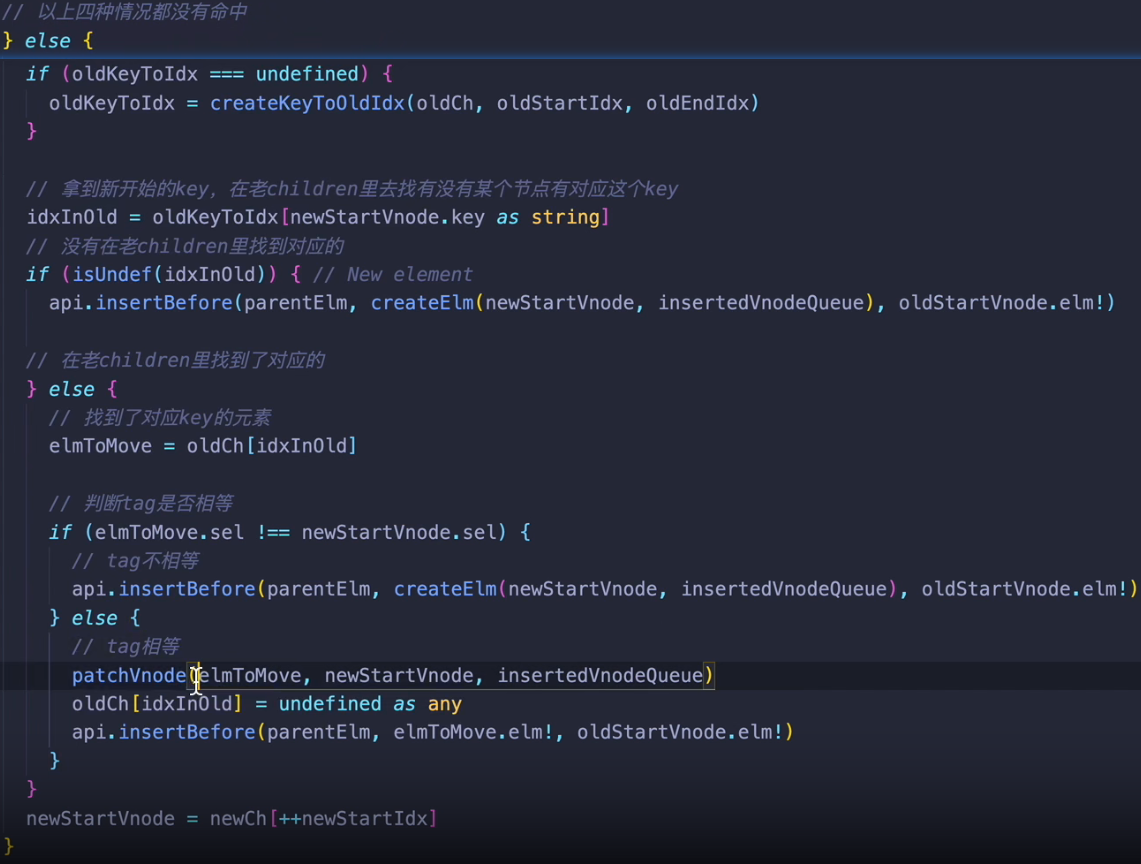 // 以上四种情况都没有命中
} else {
if (oldKeyToIdx === undefined) {
oldKeyToIdx = createKeyToOldIdx(oldCh, oldStartIdx, oldEndIdx)
}
// 拿到新开始的key，在老children里去找有没有某个节点有对应这个key
idxInOld = oldKeyToIdx[newStartVnode.key as string]
// 没有在老children里找到对应的
if (isUndef(idxInOld)) { // New element
api.insertBefore(parentElm, createElm(newStartVnode, insertedVnodeQueue), oldStartVnode.elm!)
// 在老children里找到了对应的
} else {
// 找到了对应key的元素
elmToMove = oldCh[idxInOld]
// 判断tag是否相等
if (elmToMove.sel !== newStartVnode.sel) {
// tag不相等
api.insertBefore(parentElm, createElm(newStartVnode, insertedVnodeQueue), oldStartVnode.elm!)
} else {
// tag相等
patchVnode(elmToMove, newStartVnode, insertedVnodeQueue)
oldCh[idxInOld] = undefined as any
api.insertBefore(parentElm, elmToMove.elm!, oldStartVnode.elm!)
}
}
newStartVnode = newCh[++newStartIdx]
}